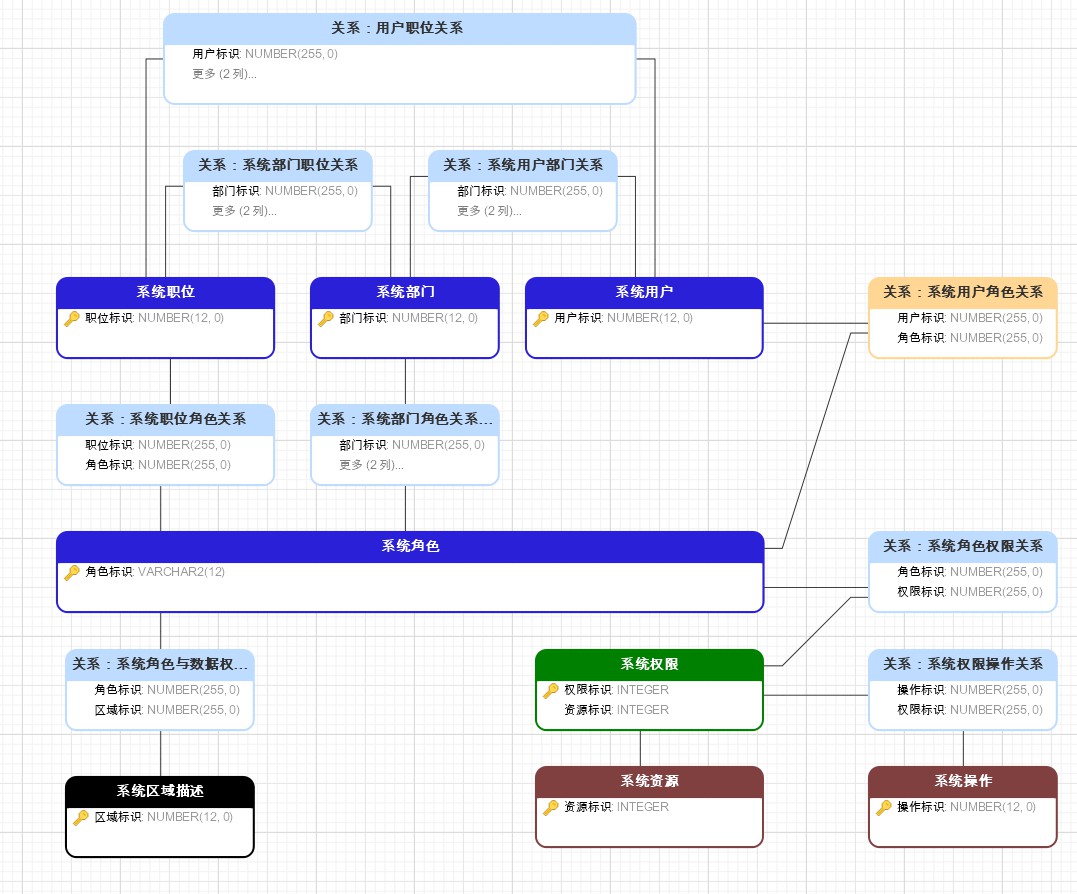 关系：用户职位关系
用户标识: NUMBER(255, 0)
更多 (2 列)...
关系：系统部门职位关系
部门标识: NUMBER(255, 0)
更多 (2 列)...
关系：系统用户部门关系
部门标识: NUMBER(255, 0)
更多 (2 列)...
系统职位
职位标识: NUMBER(12, 0)
系统部门
部门标识: NUMBER(12, 0)
系统用户
用户标识: NUMBER(12, 0)
关系：系统用户角色关系
用户标识: NUMBER(255, 0)
角色标识: NUMBER(255, 0)
关系：系统职位角色关系
职位标识: NUMBER(255, 0)
角色标识: NUMBER(255, 0)
关系：系统部门角色关系...
部门标识: NUMBER(255, 0)
更多 (2 列)...
系统角色
角色标识: VARCHAR2(12)
关系：系统角色权限关系
角色标识: NUMBER(255, 0)
权限标识: NUMBER(255, 0)
关系：系统角色与数据权...
角色标识: NUMBER(255, 0)
区域标识: NUMBER(255, 0)
系统权限
权限标识: INTEGER
资源标识: INTEGER
关系：系统权限操作关系
操作标识: NUMBER(255, 0)
权限标识: NUMBER(255, 0)
系统区域描述
区域标识: NUMBER(12, 0)
系统资源
资源标识: INTEGER
系统操作
操作标识: NUMBER(12, 0)